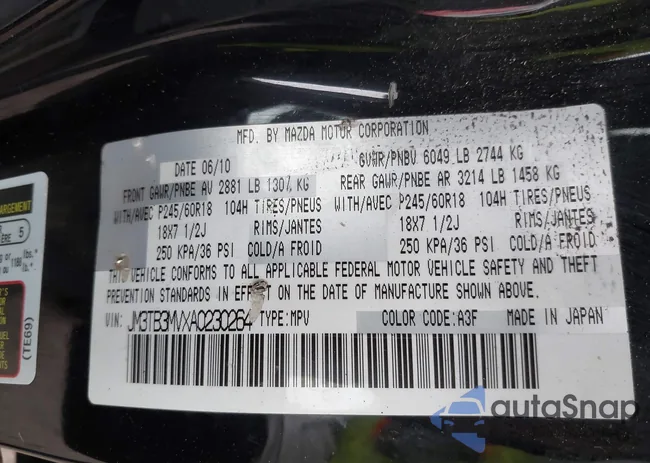 MFD. BY MAZDA MOTOR CORPORATION
DATE 06/10 GVWR/PNBV 6049 LB 2744 KG
FRONT GAWR/PNBE AV 2881 LB 1307 KG REAR GAWR/PNBE AR 3214 LB 1458 KG
WITH/AVEC P245/60R18 104H TIRES/PNEUS WITH/AVEC P245/60R18 104H TIRES/PNEUS
18X7 1/2J RIMS/JANTES 18X7 1/2J RIMS/JANTES
250 KPA/36 PSI COLD/A FROID 250 KPA/36 PSI COLD/A FROID
THIS VEHICLE CONFORMS TO ALL APPLICABLE FEDERAL MOTOR VEHICLE SAFETY AND THEFT
PREVENTION STANDARDS IN EFFECT ON THE DATE OF MANUFACTURE SHOWN ABOVE.
VIN: JM3TB3MVXA0230264 TYPE:MPV COLOR CODE:A3F MADE IN JAPAN
ARGEMENT
5
(TE69)
autoSnap